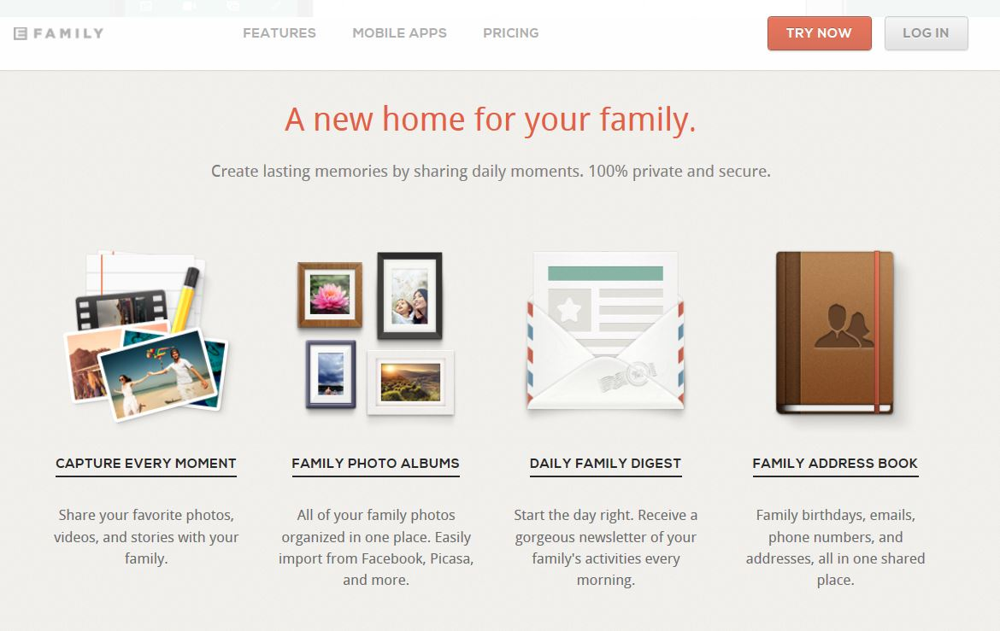 E FAMILY
FEATURES
MOBILE APPS
PRICING
TRY NOW
LOG IN
A new home for your family.
Create lasting memories by sharing daily moments. 100% private and secure.
CAPTURE EVERY MOMENT
Share your favorite photos,
videos, and stories with your
family.
FAMILY PHOTO ALBUMS
All of your family photos
organized in one place. Easily
import from Facebook, Picasa,
and more.
DAILY FAMILY DIGEST
Start the day right. Receive a
gorgeous newsletter of your
family's activities every
morning.
FAMILY ADDRESS BOOK
Family birthdays, emails,
phone numbers, and
addresses, all in one shared
place.